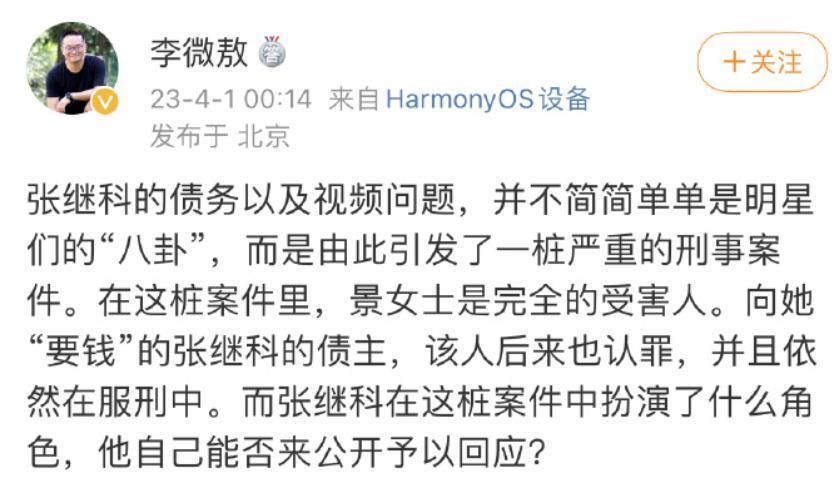 李微敖
+关注
23-4-1 00:14 来自 HarmonyOS设备
发布于 北京
张继科的债务以及视频问题，并不简简单单是明星
们的“八卦”，而是由此引发了一桩严重的刑事案
件。在这桩案件里，景女士是完全的受害人。向她
“要钱”的张继科的债主，该人后来也认罪，并且依
然在服刑中。而张继科在这桩案件中扮演了什么角
色，他自己能否来公开予以回应？